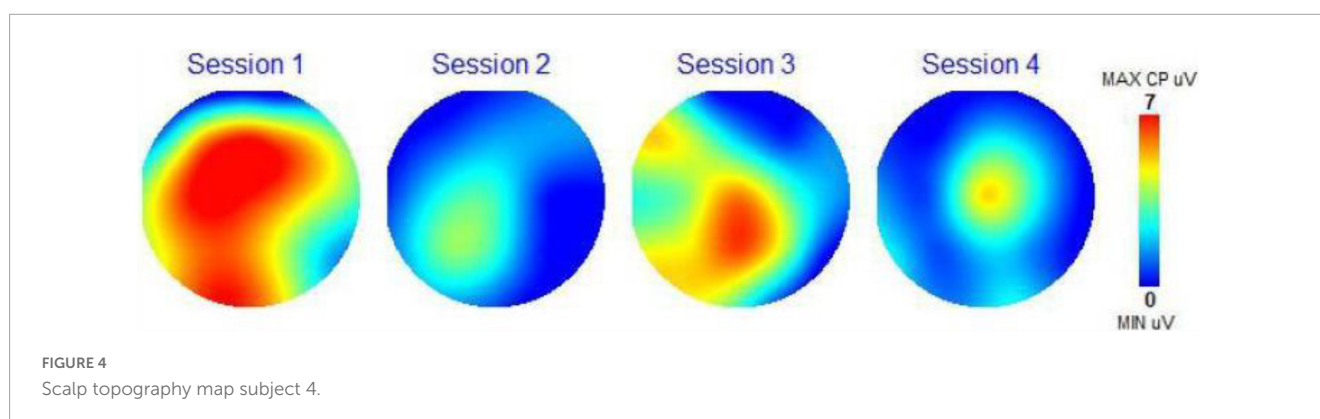 Session 1
Session 2
Session 3
Session 4
MAX CP uV
7
0
MIN uV
FIGURE 4
Scalp topography map subject 4.